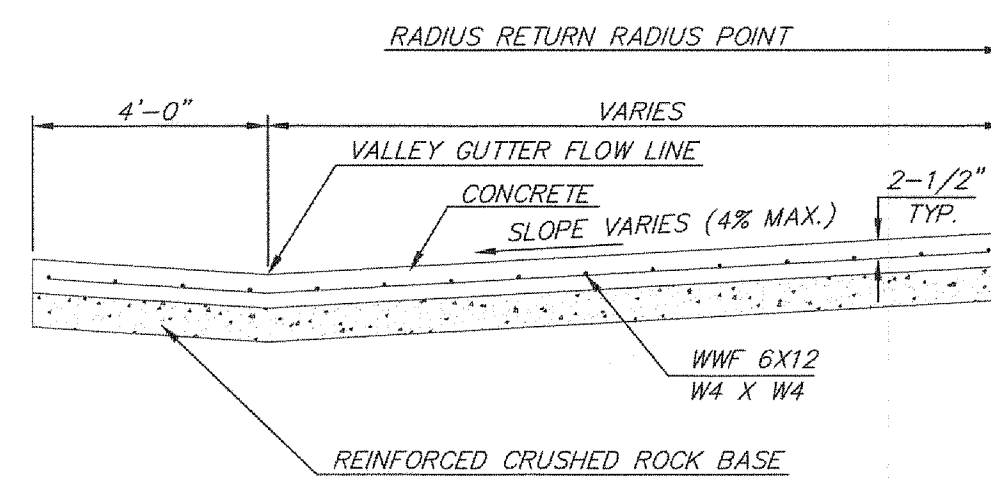 RADIUS RETURN RADIUS POINT
4'-0"
VARIES
VALLEY GUTTER FLOW LINE
2-1/2"
TYP.
CONCRETE
SLOPE VARIES (4% MAX.)
WWF 6X12
W4 X W4
REINFORCED CRUSHED ROCK BASE